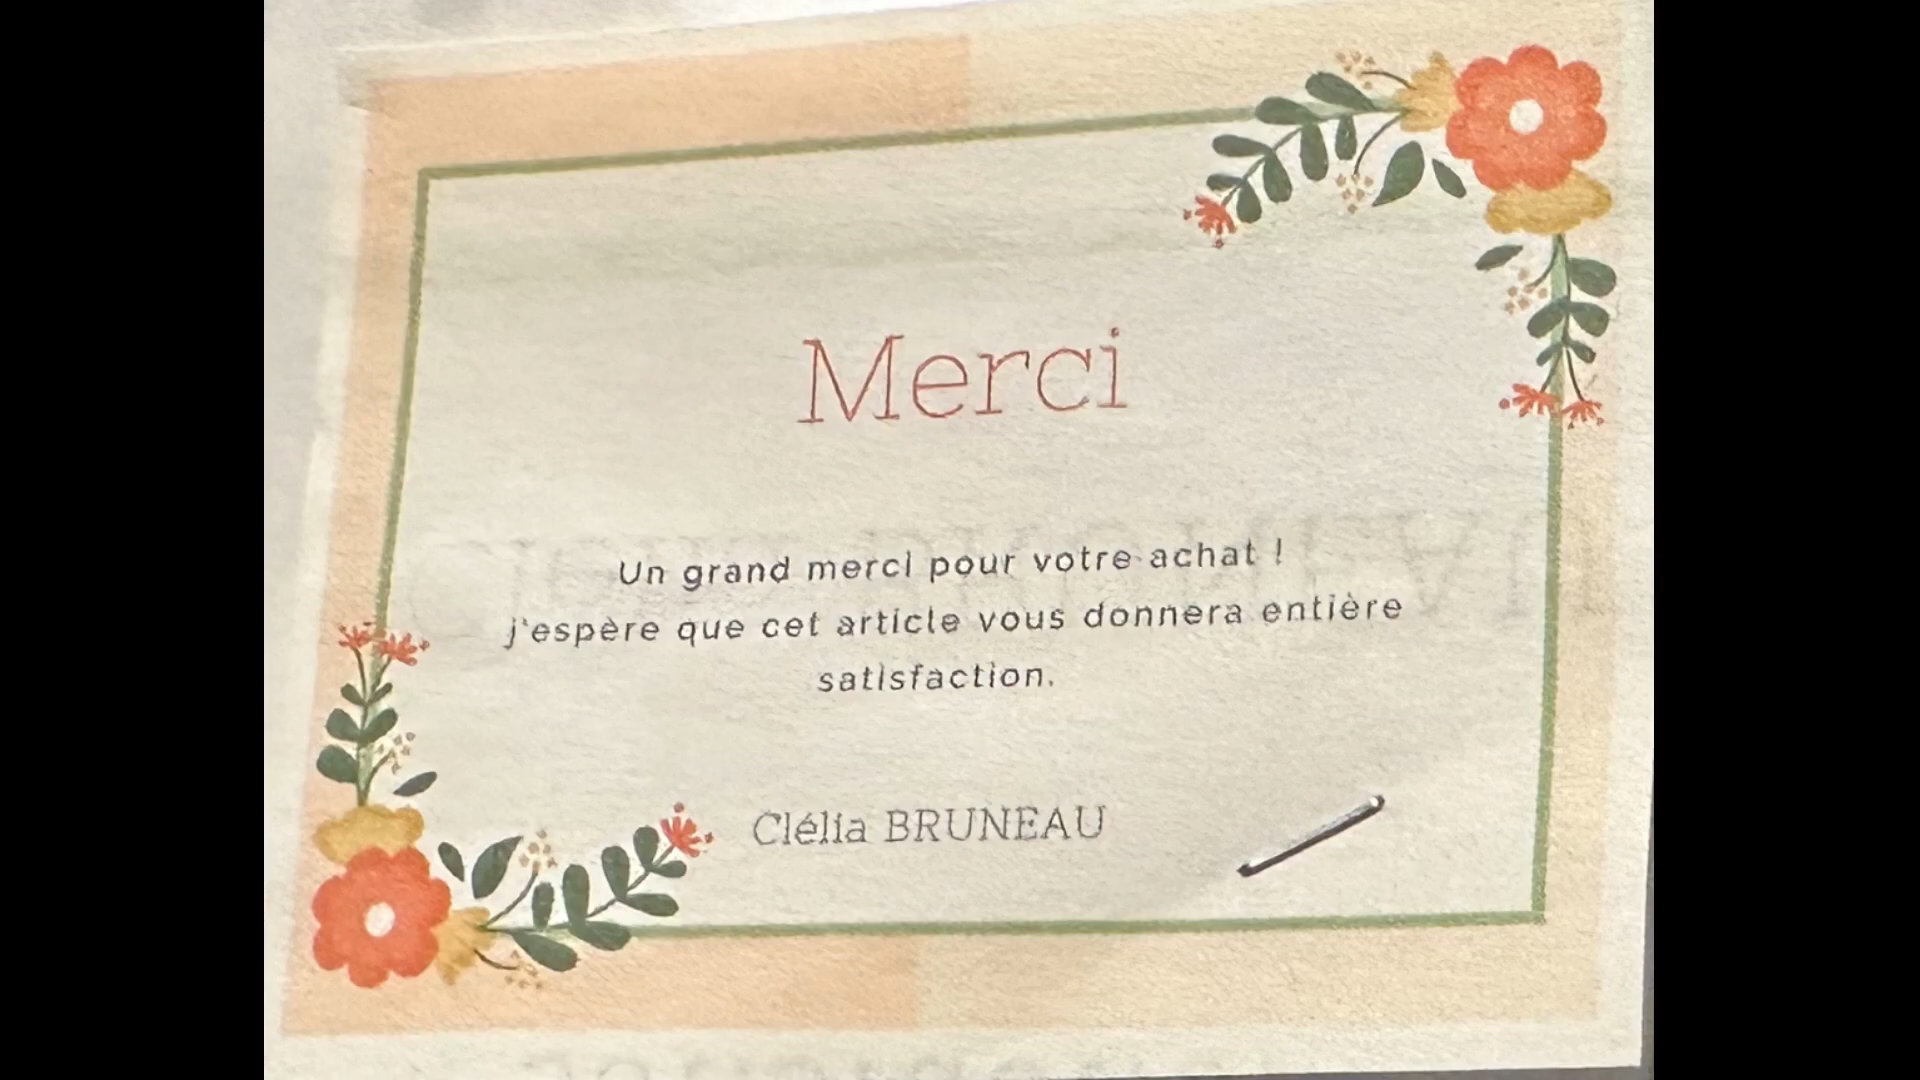 Merci
Un grand merci pour votre achat !
j'espère que cet article vous donnera entière
satisfaction.
Clélia BRUNEAU